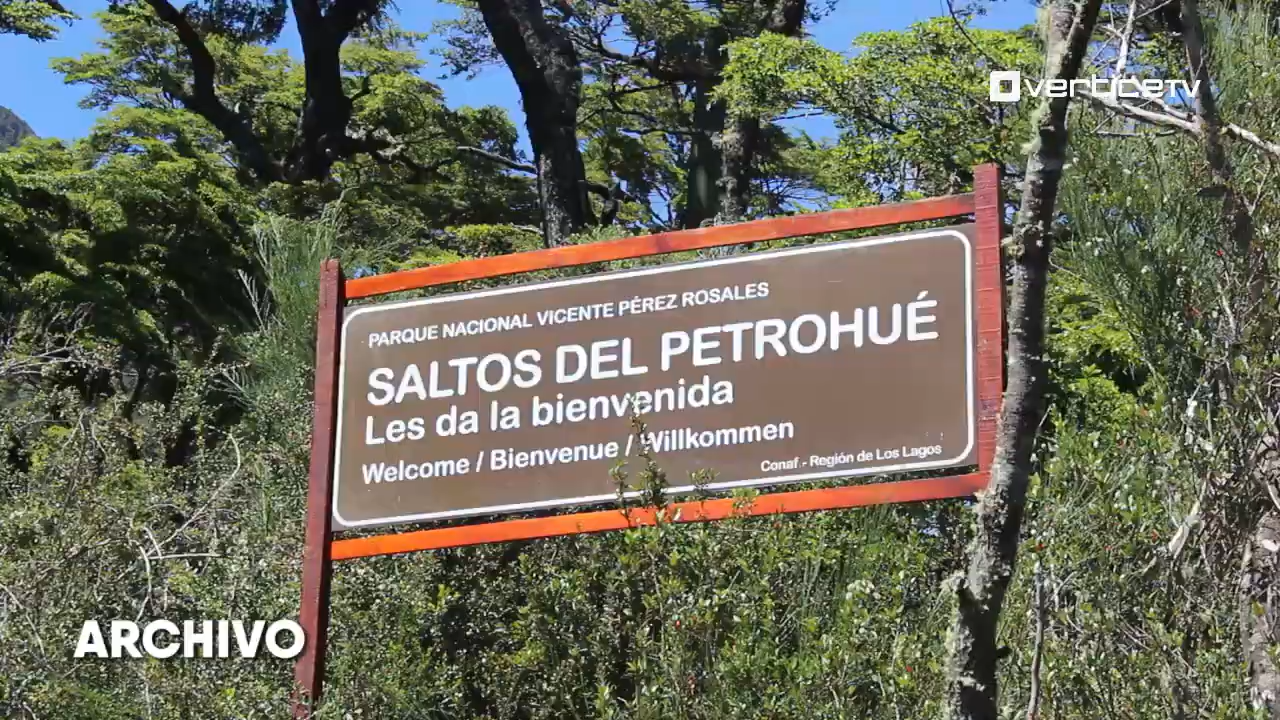 verticeTV
PARQUE NACIONAL VICENTE PÉREZ ROSALES
SALTOS DEL PETROHUÉ
Les da la bienvenida
Welcome / Bienvenue / Willkommen
Conaf - Región de Los Lagos
ARCHIVO